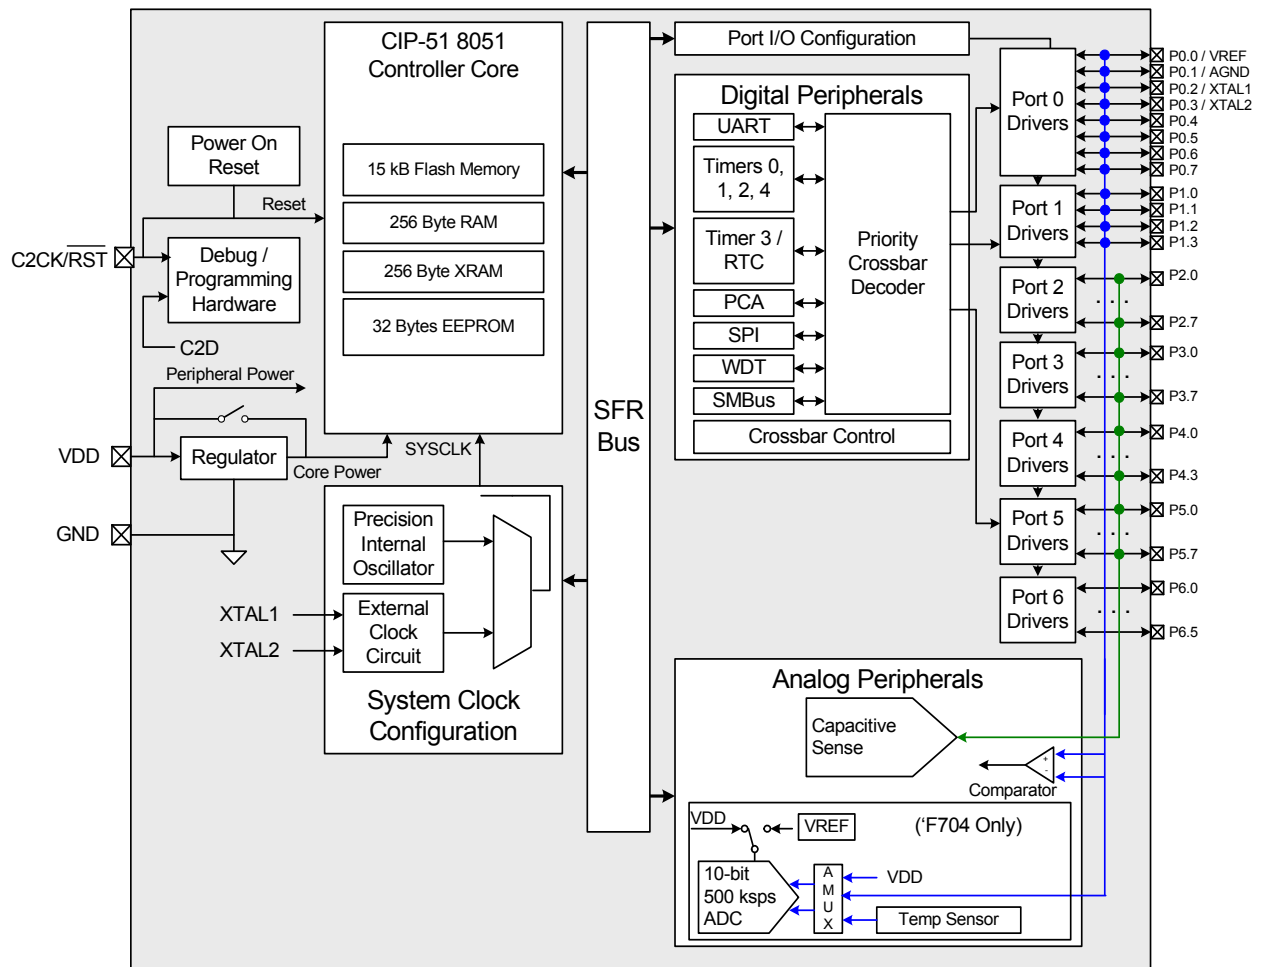 CIP-51 8051
Controller Core
15 kB Flash Memory
256 Byte RAM
256 Byte XRAM
32 Bytes EEPROM
Power On
Reset
Reset
C2CK/RST
Debug /
Programming
Hardware
C2D
Peripheral Power
VDD
Regulator
Core Power
SYSCLK
GND
Precision
Internal
Oscillator
XTAL1
XTAL2
External
Clock
Circuit
System Clock
Configuration
SFR
Bus
Port I/O Configuration
Digital Peripherals
UART
Timers 0,
1, 2, 4
Timer 3 /
RTC
PCA
SPI
WDT
SMBus
Priority
Crossbar
Decoder
Crossbar Control
Port 0
Drivers
Port 1
Drivers
Port 2
Drivers
Port 3
Drivers
Port 4
Drivers
Port 5
Drivers
Port 6
Drivers
P0.0 / VREF
P0.1 / AGND
P0.2 / XTAL1
P0.3 / XTAL2
P0.4
P0.5
P0.6
P0.7
P1.0
P1.1
P1.2
P1.3
P2.0
. . .
P2.7
P3.0
. . .
P3.7
P4.0
. . .
P4.3
P5.0
. . .
P5.7
P6.0
. . .
P6.5
Analog Peripherals
Capacitive
Sense
+
-
Comparator
VDD
VREF
('F704 Only)
10-bit
500 ksps
ADC
A
M
U
X
VDD
Temp Sensor